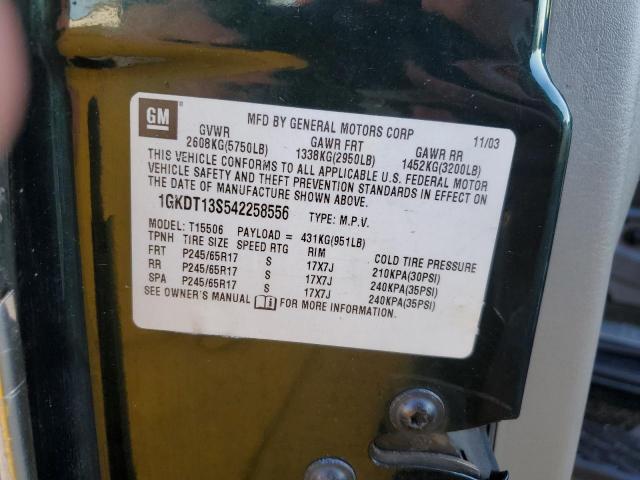 GM
MFD BY GENERAL MOTORS CORP 11/03
GVWR GAWR FRT GAWR RR
2608KG(5750LB) 1338KG(2950LB) 1452KG(3200LB)
THIS VEHICLE CONFORMS TO ALL APPLICABLE U.S. FEDERAL MOTOR
VEHICLE SAFETY AND THEFT PREVENTION STANDARDS IN EFFECT ON
THE DATE OF MANUFACTURE SHOWN ABOVE.
1GKDT13S542258556 TYPE: M.P.V.
MODEL: T15506 PAYLOAD = 431KG(951LB)
TPNH TIRE SIZE SPEED RTG RIM COLD TIRE PRESSURE
FRT P245/65R17 S 17X7J 210KPA(30PSI)
RR P245/65R17 S 17X7J 240KPA(35PSI)
SPA P245/65R17 S 17X7J 240KPA(35PSI)
SEE OWNER'S MANUAL FOR MORE INFORMATION.